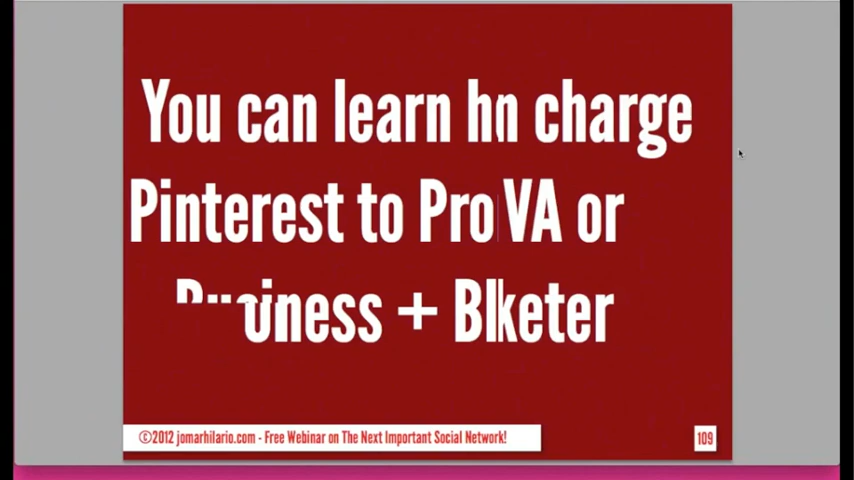 You can learn hn charge
Pinterest to Pro VA or
+
©2012 jomarhilario.com - Free Webinar on The Next Important Social Network!
109